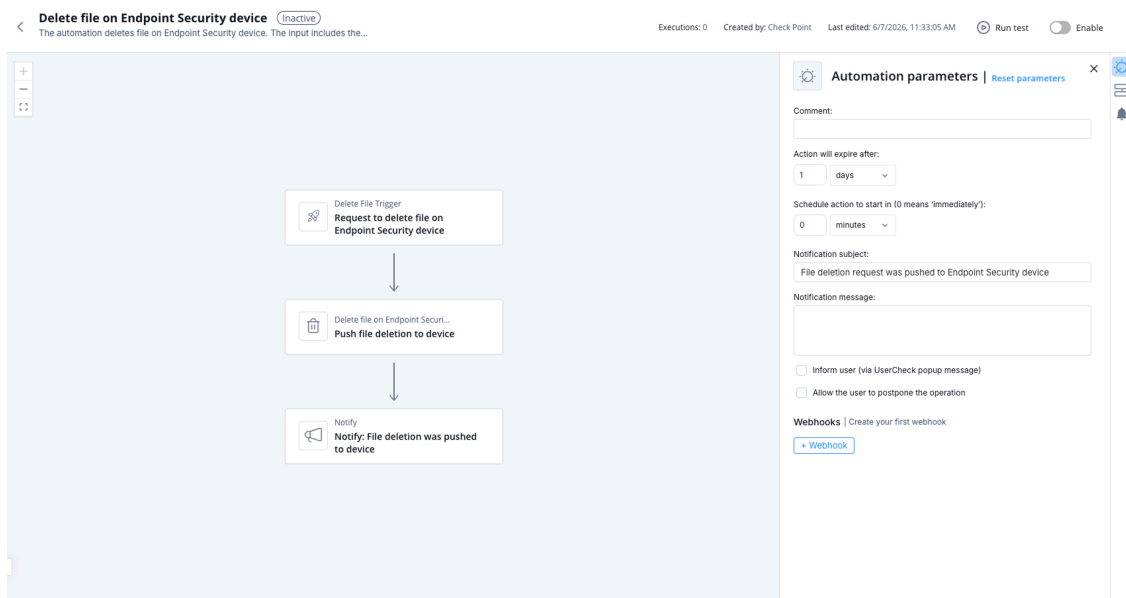 Delete file on Endpoint Security device
Inactive
The automation deletes file on Endpoint Security device. The input includes the...
Executions: 0
Created by: Check Point
Last edited: 6/7/2026, 11:33:05 AM
Run test
Enable
Delete File Trigger
Request to delete file on
Endpoint Security device
Delete file on Endpoint Securi...
Push file deletion to device
Notify
Notify: File deletion was pushed
to device
Automation parameters | Reset parameters
Comment:
Action will expire after:
1
days
Schedule action to start in (0 means 'immediately'):
0
minutes
Notification subject:
File deletion request was pushed to Endpoint Security device
Notification message:
Inform user (via UserCheck popup message)
Allow the user to postpone the operation
Webhooks | Create your first webhook
+ Webhook